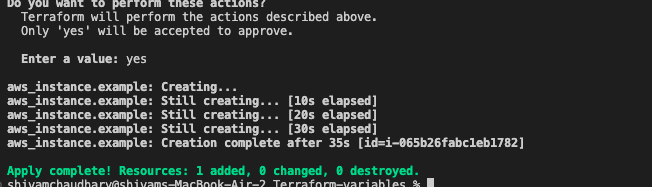 Do you want to perform these actions?
Terraform will perform the actions described above.
Only 'yes' will be accepted to approve.
Enter a value: yes
aws_instance.example: Creating...
aws_instance.example: Still creating... [10s elapsed]
aws_instance.example: Still creating... [20s elapsed]
aws_instance.example: Still creating... [30s elapsed]
aws_instance.example: Creation complete after 35s [id=i-065b26fabc1eb1782]
Apply complete! Resources: 1 added, 0 changed, 0 destroyed.
shivamchaudhary@shivams-MacBook-Air-2 Terraform-variables %